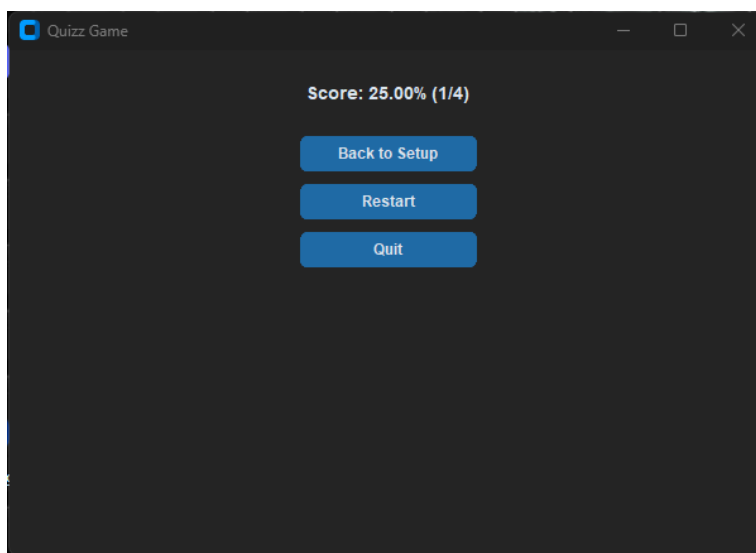 Quizz Game
Score: 25.00% (1/4)
Back to Setup
Restart
Quit